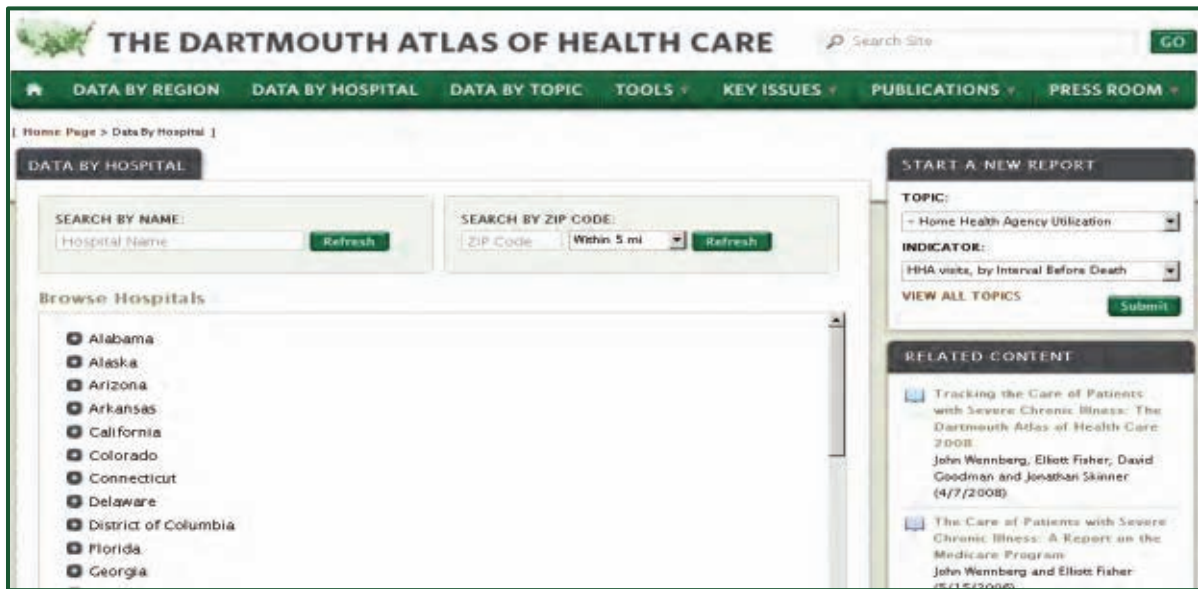 THE DARTMOUTH ATLAS OF HEALTH CARE
Search Site
GO
DATA BY REGION DATA BY HOSPITAL DATA BY TOPIC TOOLS KEY ISSUES PUBLICATIONS PRESS ROOM
[ Home Page > Data By Hospital ]
DATA BY HOSPITAL
SEARCH BY NAME:
Hospital Name Refresh
SEARCH BY ZIP CODE:
ZIP Code Within 5 mi Refresh
Browse Hospitals
Alabama
Alaska
Arizona
Arkansas
California
Colorado
Connecticut
Delaware
District of Columbia
Florida
Georgia
START A NEW REPORT
TOPIC:
- Home Health Agency Utilization
INDICATOR:
HHA visits, by Interval Before Death
VIEW ALL TOPICS
Submit
RELATED CONTENT
Tracking the Care of Patients
with Severe Chronic Illness: The
Dartmouth Atlas of Health Care
2008
John Wennberg, Elliott Fisher, David
Goodman and Jonathan Skinner
(4/7/2008)
The Care of Patients with Severe
Chronic Illness: A Report on the
Medicare Program
John Wennberg and Elliott Fisher
(5/15/2006)